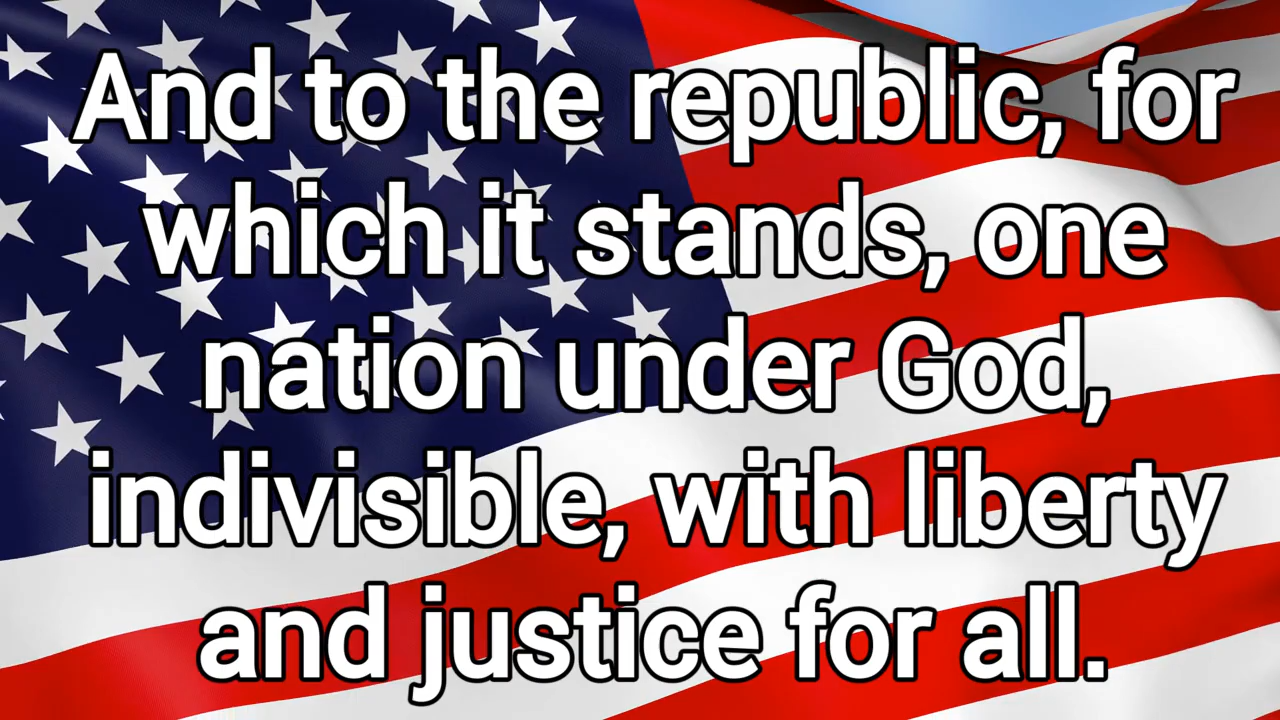 And to the republic, for
which it stands, one
nation under God,
indivisible, with liberty
and justice for all.